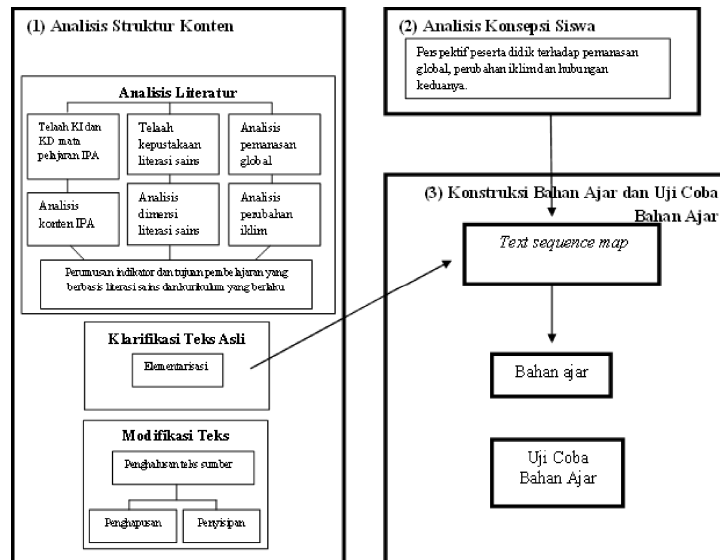 (1) Analisis Struktur Konten
Analisis Literatur
Telaah KI dan
KD mata
pelajaran IPA
Telaah
kepustakaan
literasi sains
Analisis
pemanasan
global
Analisis
konten IPA
Analisis
dimensi
literasi sains
Analisis
perubahan
iklim
Perumusan indikator dan tujuan pembelajaran yang
berbasis literasi sains dankurikulum yang berlaku
Klarifikasi Teks Asli
Elementarisasi
Modifikasi Teks
Penghalusan teks sumber
Penghapusan
Penyisipan
(2) Analisis Konsepsi Siswa
Perspektif peserta didik terhadap pemanasan
global, perubahan iklim dan hubungan
keduanya.
(3) Konstruksi Bahan Ajar dan Uji Coba
Bahan Ajar
Text sequence map
Bahan ajar
Uji Coba
Bahan Ajar